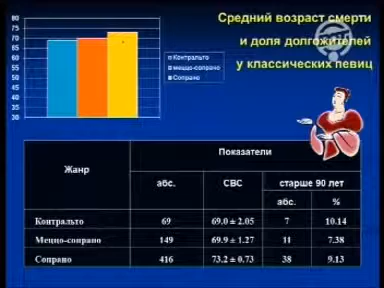 Средний возраст смерти
и доля долгожителей
у классических певиц
80
75
70
65
60
55
50
45
40
35
30
Контральто
меццо-сопрано
Сопрано
Жанр
Показатели
абс.
СВС
старше 90 лет
абс.
%
Контральто 69 69.0 ± 2.05 7 10.14
Меццо-сопрано 149 69.9 ± 1.27 11 7.38
Сопрано 416 73.2 ± 0.73 38 9.13